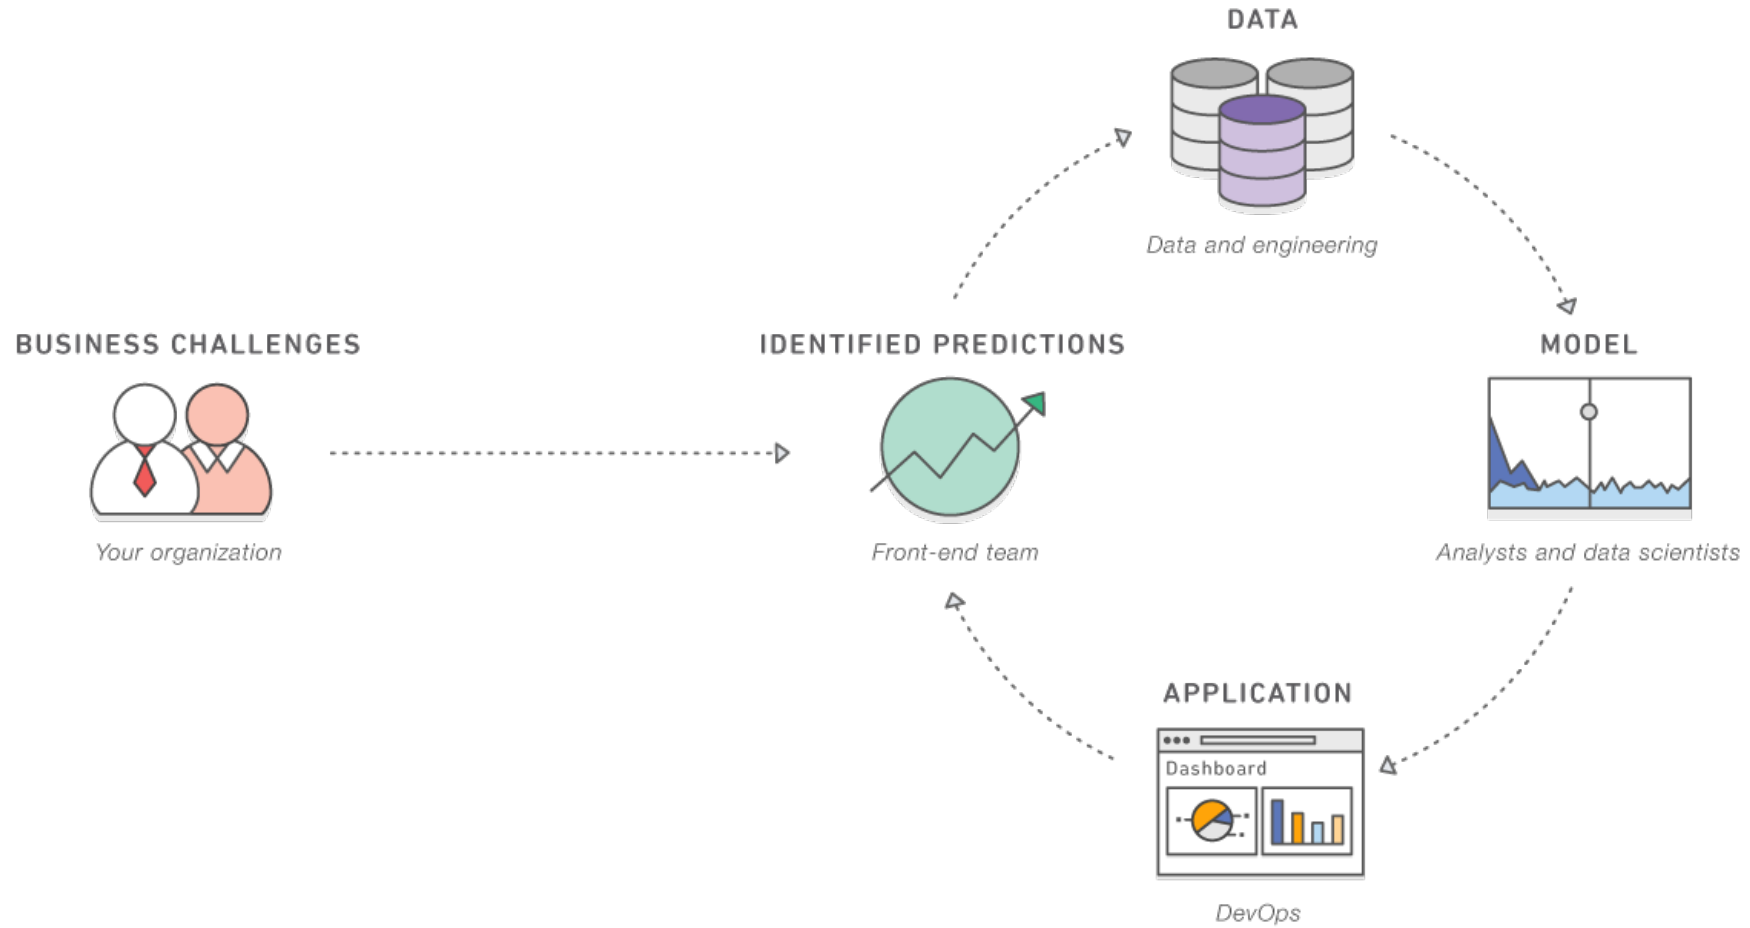 DATA
Data and engineering
BUSINESS CHALLENGES
Your organization
IDENTIFIED PREDICTIONS
Front-end team
MODEL
Analysts and data scientists
APPLICATION
Dashboard
DevOps